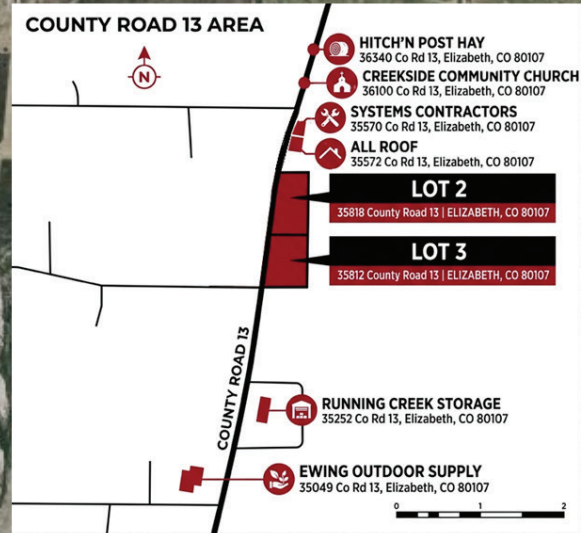 COUNTY ROAD 13 AREA
N
HITCH'N POST HAY
36340 Co Rd 13, Elizabeth, CO 80107
CREEKSIDE COMMUNITY CHURCH
36100 Co Rd 13, Elizabeth, CO 80107
SYSTEMS CONTRACTORS
35570 Co Rd 13, Elizabeth, CO 80107
ALL ROOF
35572 Co Rd 13, Elizabeth, CO 80107
LOT 2
35818 County Road 13 | ELIZABETH, CO 80107
LOT 3
35812 County Road 13 | ELIZABETH, CO 80107
COUNTY ROAD 13
RUNNING CREEK STORAGE
35252 Co Rd 13, Elizabeth, CO 80107
EWING OUTDOOR SUPPLY
35049 Co Rd 13, Elizabeth, CO 80107
0 1 2